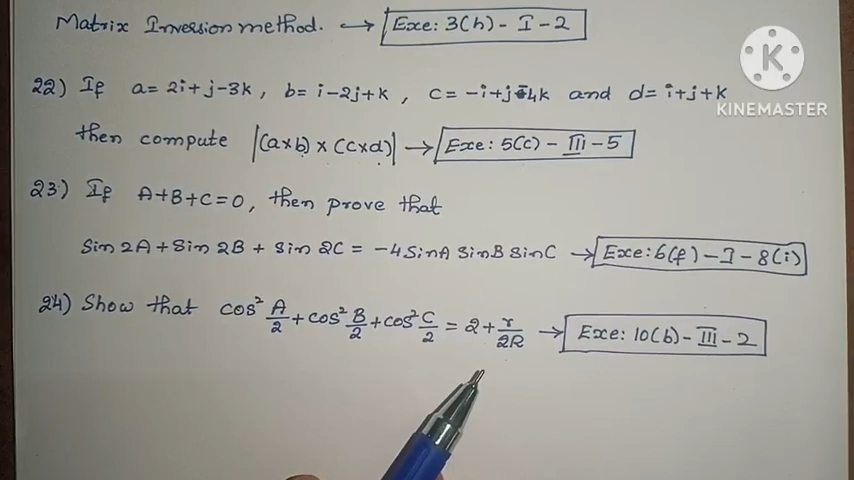 Matrix Inversion method. → Exe: 3(h) - I - 2
K
KINEMASTER
22) If a = 2i+j-3k, b = i-2j+k, c = -i+j-4k and d = i+j+k
then compute |(a×b) × (c×d)| → Exe: 5(c) - III - 5
23) If A+B+C=0, then prove that
Sin 2A + Sin 2B + Sin 2C = -4 SinA SinB SinC → Exe: 6(f) - I - 8(i)
24) Show that cos² A/2 + cos² B/2 + cos² C/2 = 2 + r/2R → Exe: 10(b) - III - 2